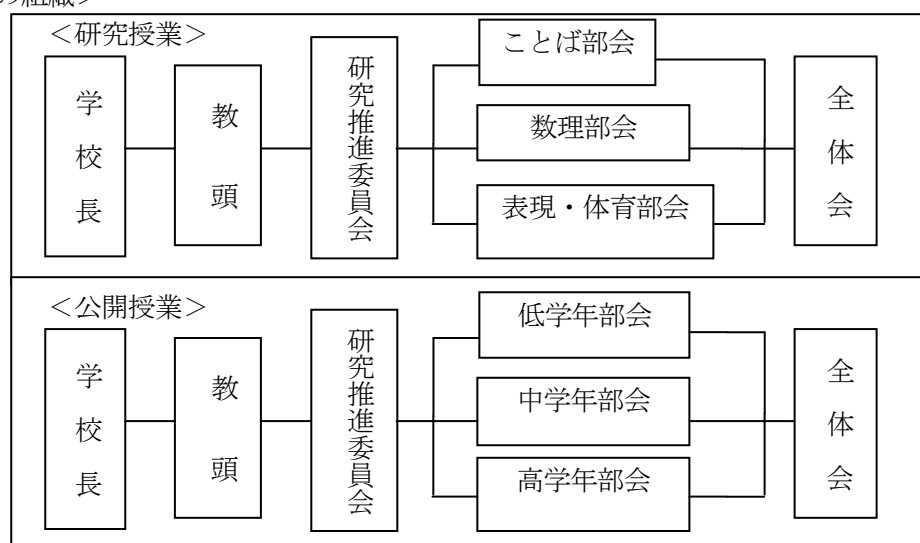 組織>
<研究授業>
学校長
教頭
研究推進委員会
ことば部会
数理部会
表現・体育部会
全体会
<公開授業>
学校長
教頭
研究推進委員会
低学年部会
中学年部会
高学年部会
全体会